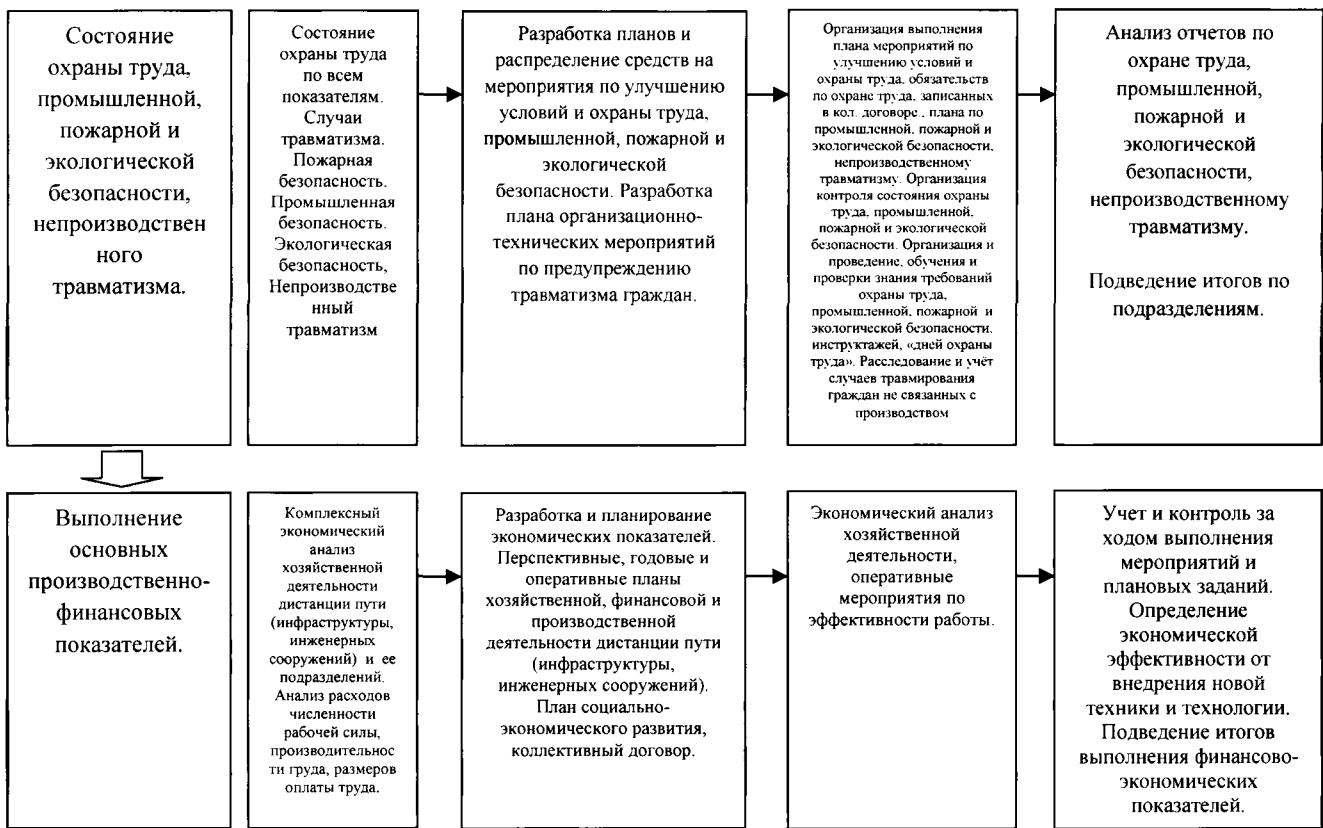 Состояние
охраны труда,
промышленной,
пожарной и
экологической
безопасности,
непроизводствен
ного
травматизма.
Состояние
охраны труда
по всем
показателям.
Случаи
травматизма.
Пожарная
безопасность.
Промышленная
безопасность.
Экологическая
безопасность,
Непроизводстве
нный
травматизм
Разработка планов и
распределение средств на
мероприятия по улучшению
условий и охраны труда,
промышленной, пожарной и
экологической
безопасности. Разработка
плана организационно-
технических мероприятий
по предупреждению
травматизма граждан.
Организация выполнения
плана мероприятий по
улучшению условий и
охраны труда, обязательств
по охране труда, записанных
в кол. договоре , плана по
промышленной, пожарной и
экологической безопасности,
непроизводственному
травматизму. Организация
контроля состояния охраны
труда, промышленной,
пожарной и экологической
безопасности. Организация и
проведение, обучения и
проверки знания требований
охраны труда,
промышленной, пожарной и
экологической безопасности,
инструктажей, «дней охраны
труда». Расследование и учёт
случаев травмирования
граждан не связанных с
производством
Анализ отчетов по
охране труда,
промышленной,
пожарной и
экологической
безопасности,
непроизводственному
травматизму.
Подведение итогов по
подразделениям.
Выполнение
основных
производственно-
финансовых
показателей.
Комплексный
экономический
анализ
хозяйственной
деятельности
дистанции пути
(инфраструктуры,
инженерных
сооружений) и ее
подразделений.
Анализ расходов
численности
рабочей силы,
производительнос
ти труда, размеров
оплаты труда.
Разработка и планирование
экономических показателей.
Перспективные, годовые и
оперативные планы
хозяйственной, финансовой и
производственной
деятельности дистанции пути
(инфраструктуры,
инженерных сооружений).
План социально-
экономического развития,
коллективный договор.
Экономический анализ
хозяйственной
деятельности,
оперативные
мероприятия по
эффективности работы.
Учет и контроль за
ходом выполнения
мероприятий и
плановых заданий.
Определение
экономической
эффективности от
внедрения новой
техники и технологии.
Подведение итогов
выполнения финансово-
экономических
показателей.